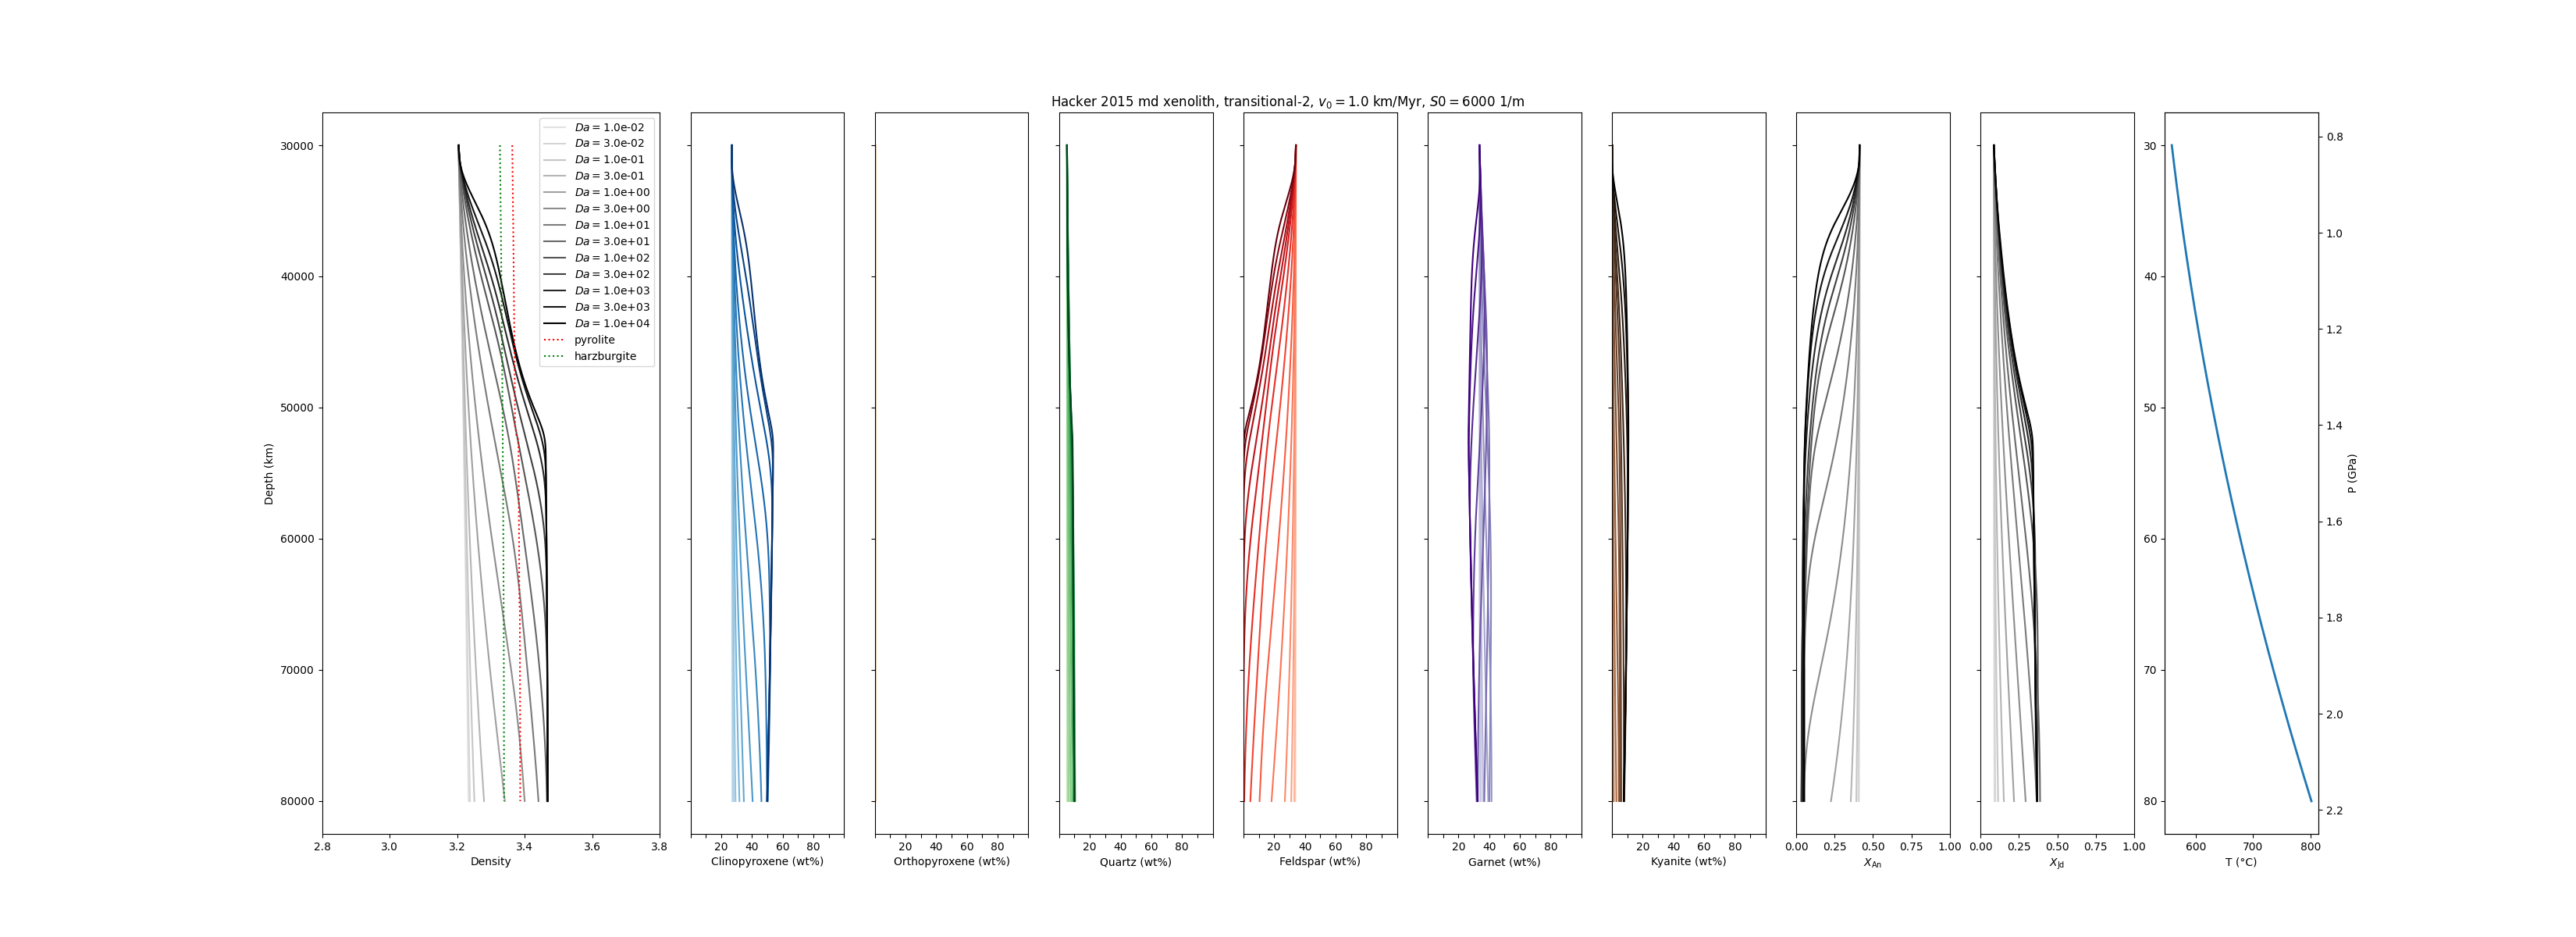 Hacker 2015 md xenolith, transitional-2, v₀ = 1.0 km/Myr, S0 = 6000 1/m
Da = 1.0e-02
Da = 3.0e-02
Da = 1.0e-01
Da = 3.0e-01
Da = 1.0e+00
Da = 3.0e+00
Da = 1.0e+01
Da = 3.0e+01
Da = 1.0e+02
Da = 3.0e+02
Da = 1.0e+03
Da = 3.0e+03
Da = 1.0e+04
pyrolite
harzburgite
Depth (km)
30000
40000
50000
60000
70000
80000
2.8 3.0 3.2 3.4 3.6 3.8
Density
20 40 60 80
Clinopyroxene (wt%)
20 40 60 80
Orthopyroxene (wt%)
20 40 60 80
Quartz (wt%)
20 40 60 80
Feldspar (wt%)
20 40 60 80
Garnet (wt%)
20 40 60 80
Kyanite (wt%)
0.00 0.25 0.50 0.75 1.00
X_An
0.00 0.25 0.50 0.75 1.00
X_Jd
30
40
50
60
70
80
600 700 800
T (°C)
0.8
1.0
1.2
1.4
1.6
1.8
2.0
2.2
P (GPa)